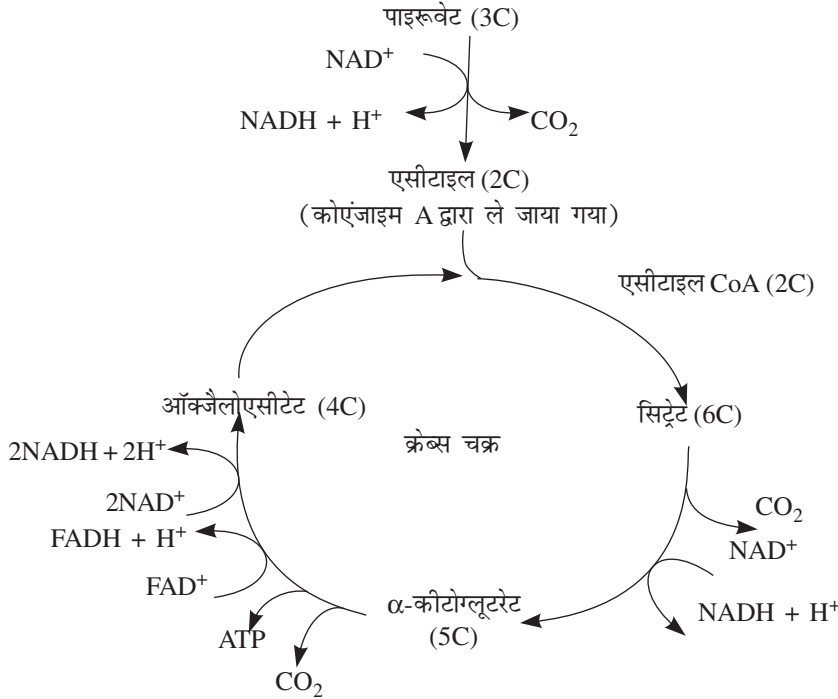 पाइरूवेट (3C)
NAD⁺
NADH + H⁺
CO₂
एसीटाइल (2C)
(कोएंजाइम A द्वारा ले जाया गया)
एसीटाइल CoA (2C)
ऑक्जैलोएसीटेट (4C)
सिट्रेट (6C)
क्रेब्स चक्र
2NADH + 2H⁺
2NAD⁺
CO₂
NAD⁺
FADH + H⁺
FAD⁺
NADH + H⁺
α-कीटोग्लूटरेट
(5C)
ATP
CO₂